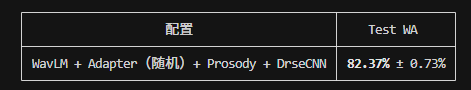 配置 Test WA
WavLM + Adapter（随机）+ Prosody + DrseCNN 82.37% ± 0.73%